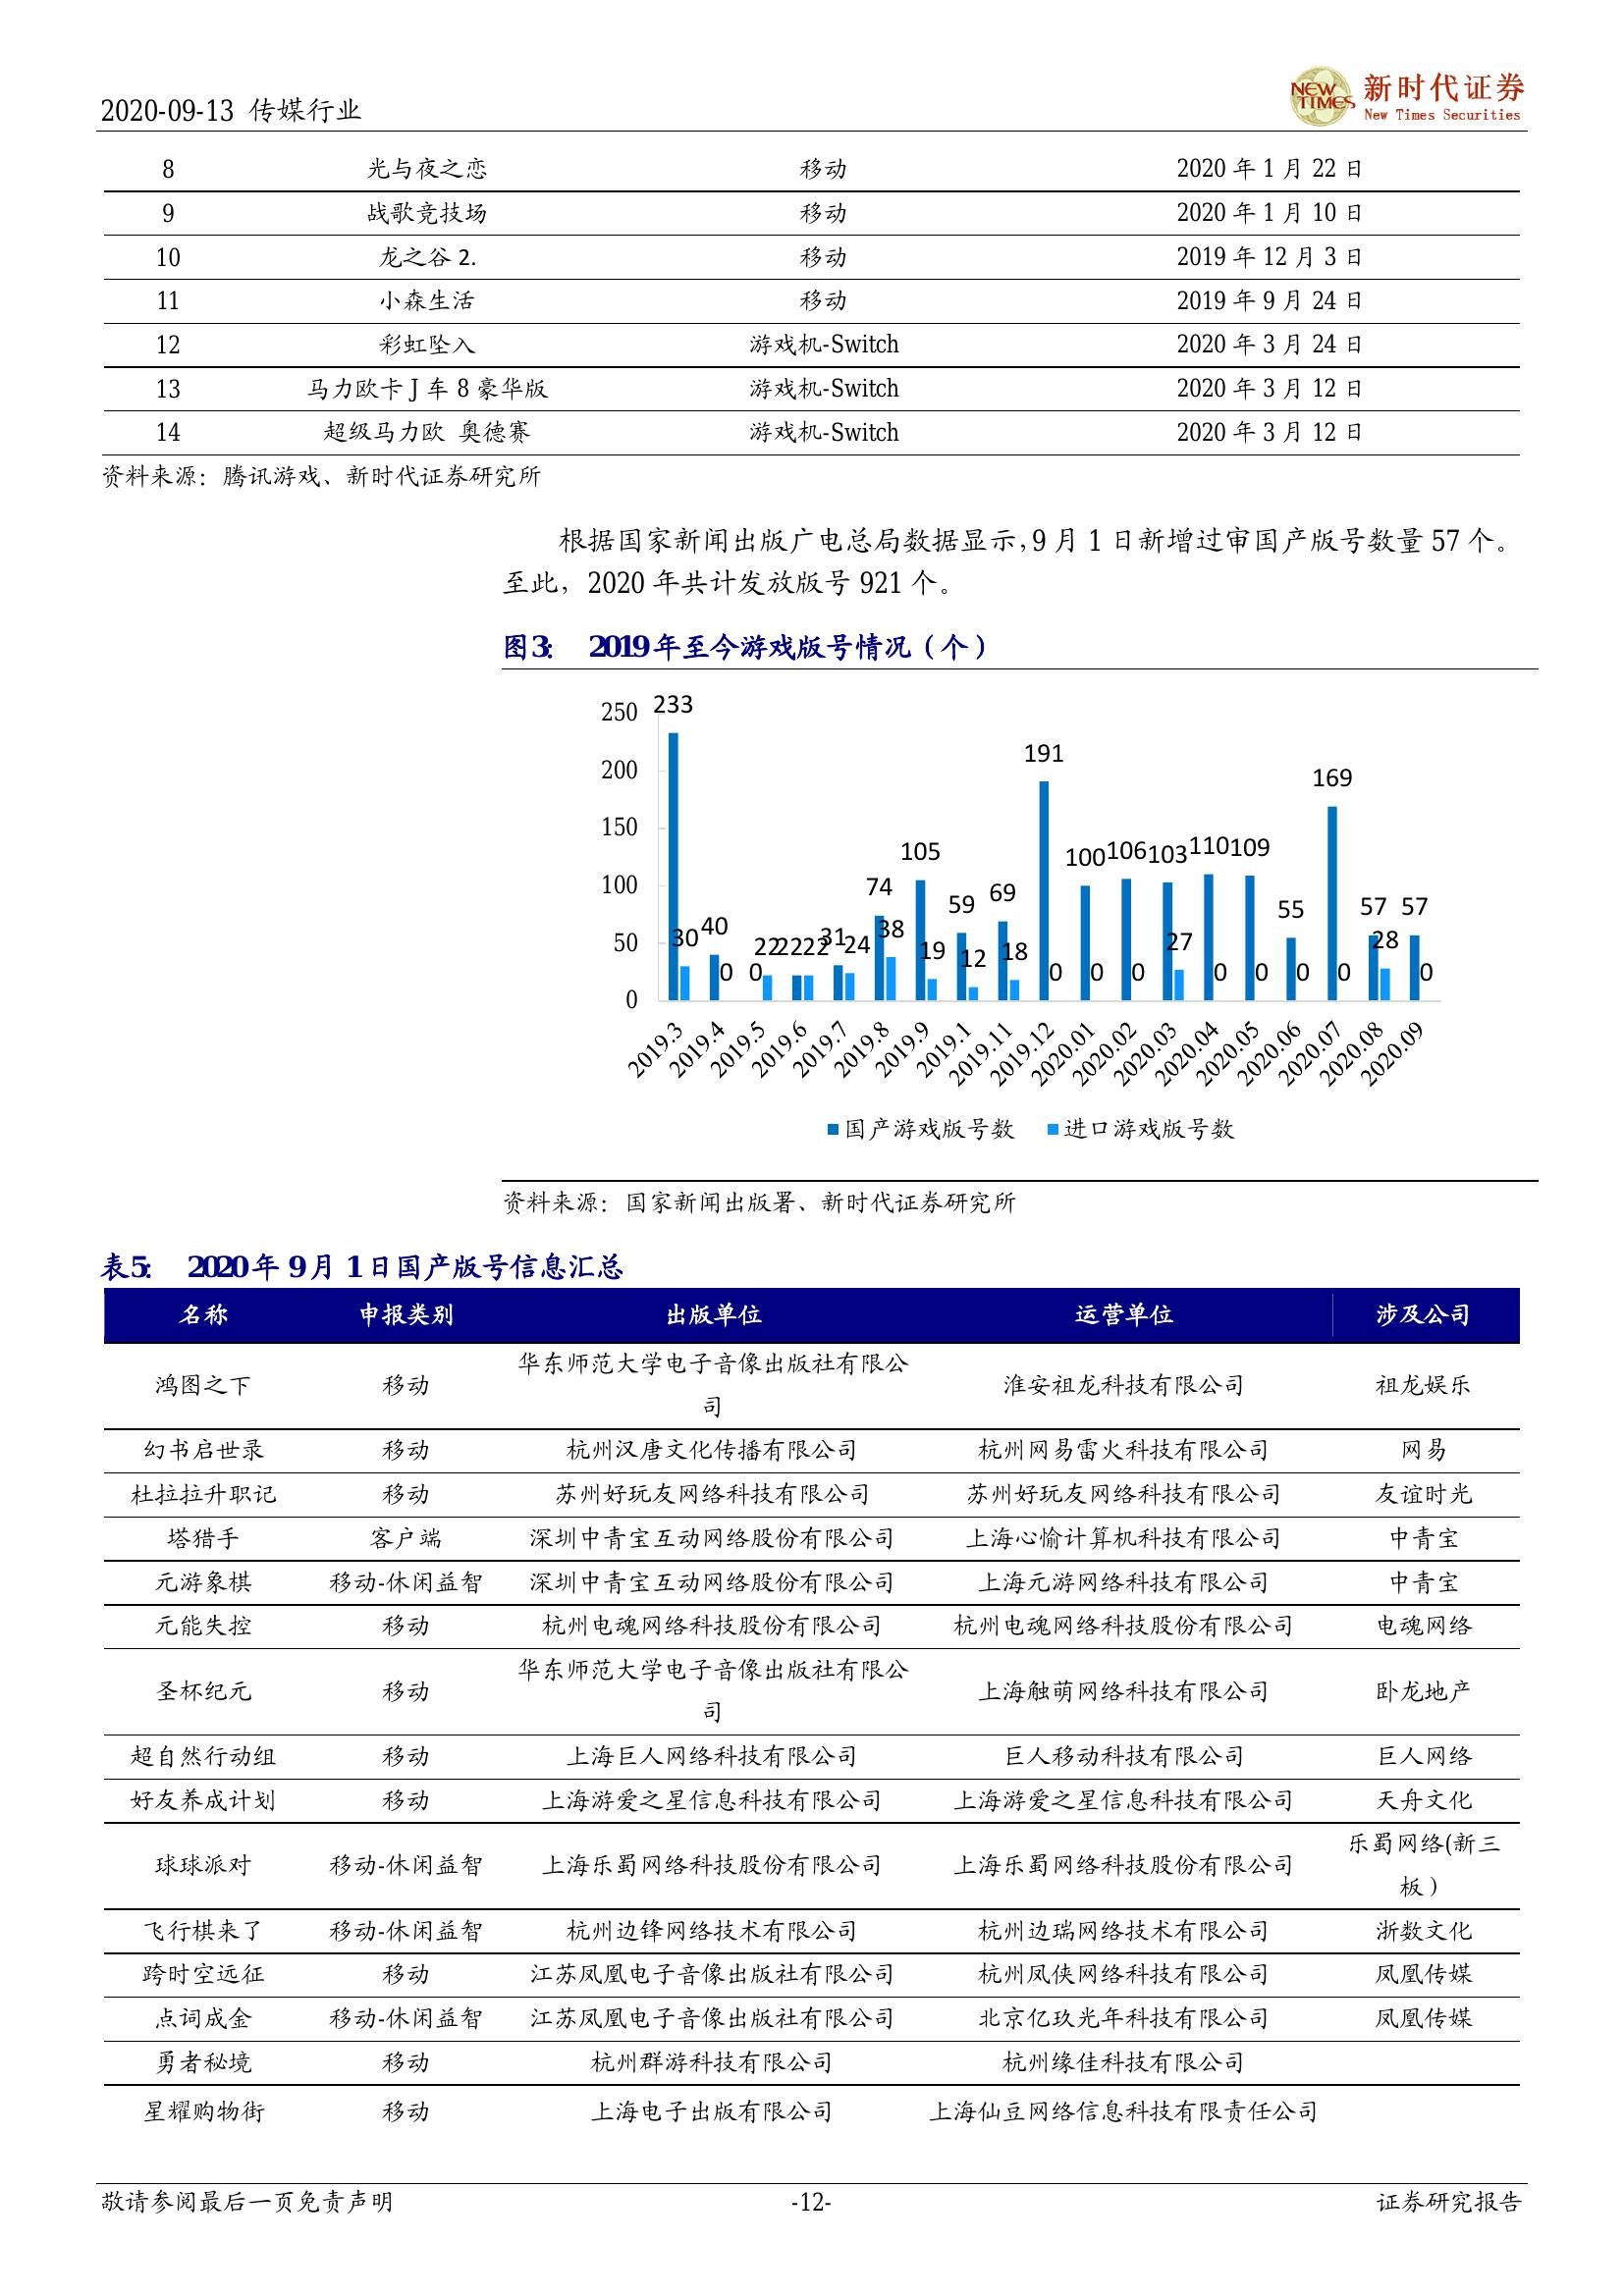 2020-09-13 传媒行业
NEW TIMES 新时代证券
New Times Securities
8 光与夜之恋 移动 2020 年 1 月 22 日
9 战歌竞技场 移动 2020 年 1 月 10 日
10 龙之谷 2. 移动 2019 年 12 月 3 日
11 小森生活 移动 2019 年 9 月 24 日
12 彩虹坠入 游戏机-Switch 2020 年 3 月 24 日
13 马力欧卡 J 车 8 豪华版 游戏机-Switch 2020 年 3 月 12 日
14 超级马力欧 奥德赛 游戏机-Switch 2020 年 3 月 12 日
资料来源：腾讯游戏、新时代证券研究所
根据国家新闻出版广电总局数据显示，9 月 1 日新增过审国产版号数量 57 个。
至此，2020 年共计发放版号 921 个。
图3： 2019年至今游戏版号情况（个）
250
200
150
100
50
0
233 40 0 22 31 74 105 59 69 191 100 106 103 110 109 55 169 57 57
30 0 22 22 24 38 19 12 18 0 0 0 27 0 0 0 0 28 0
2019.3 2019.4 2019.5 2019.6 2019.7 2019.8 2019.9 2019.1 2019.11 2019.12 2020.01 2020.02 2020.03 2020.04 2020.05 2020.06 2020.07 2020.08 2020.09
国产游戏版号数 进口游戏版号数
资料来源：国家新闻出版署、新时代证券研究所
表5： 2020年 9月 1日国产版号信息汇总
名称 申报类别 出版单位 运营单位 涉及公司
华东师范大学电子音像出版社有限公
鸿图之下 移动 淮安祖龙科技有限公司 祖龙娱乐
司
幻书启世录 移动 杭州汉唐文化传播有限公司 杭州网易雷火科技有限公司 网易
杜拉拉升职记 移动 苏州好玩友网络科技有限公司 苏州好玩友网络科技有限公司 友谊时光
塔猎手 客户端 深圳中青宝互动网络股份有限公司 上海心愉计算机科技有限公司 中青宝
元游象棋 移动-休闲益智 深圳中青宝互动网络股份有限公司 上海元游网络科技有限公司 中青宝
元能失控 移动 杭州电魂网络科技股份有限公司 杭州电魂网络科技股份有限公司 电魂网络
华东师范大学电子音像出版社有限公
圣杯纪元 移动 上海触萌网络科技有限公司 卧龙地产
司
超自然行动组 移动 上海巨人网络科技有限公司 巨人移动科技有限公司 巨人网络
好友养成计划 移动 上海游爱之星信息科技有限公司 上海游爱之星信息科技有限公司 天舟文化
乐蜀网络(新三
球球派对 移动-休闲益智 上海乐蜀网络科技股份有限公司 上海乐蜀网络科技股份有限公司
板）
飞行棋来了 移动-休闲益智 杭州边锋网络技术有限公司 杭州边瑞网络技术有限公司 浙数文化
跨时空远征 移动 江苏凤凰电子音像出版社有限公司 杭州凤侠网络科技有限公司 凤凰传媒
点词成金 移动-休闲益智 江苏凤凰电子音像出版社有限公司 北京亿玖光年科技有限公司 凤凰传媒
勇者秘境 移动 杭州群游科技有限公司 杭州缘佳科技有限公司
星耀购物街 移动 上海电子出版有限公司 上海仙豆网络信息科技有限责任公司
敬请参阅最后一页免责声明 -12- 证券研究报告